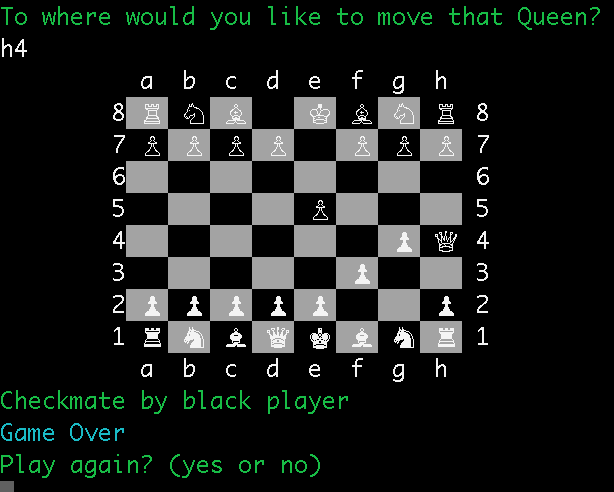 To where would you like to move that Queen?
h4
a b c d e f g h
8 ♖ ♘ ♗ ♔ ♗ ♘ ♖ 8
7 ♙ ♙ ♙ ♙ ♙ ♙ ♙ 7
6 6
5 ♙ 5
4 ♟ ♕ 4
3 ♟ 3
2 ♟ ♟ ♟ ♟ ♟ ♟ 2
1 ♜ ♞ ♝ ♛ ♚ ♝ ♞ ♜ 1
a b c d e f g h
Checkmate by black player
Game Over
Play again? (yes or no)